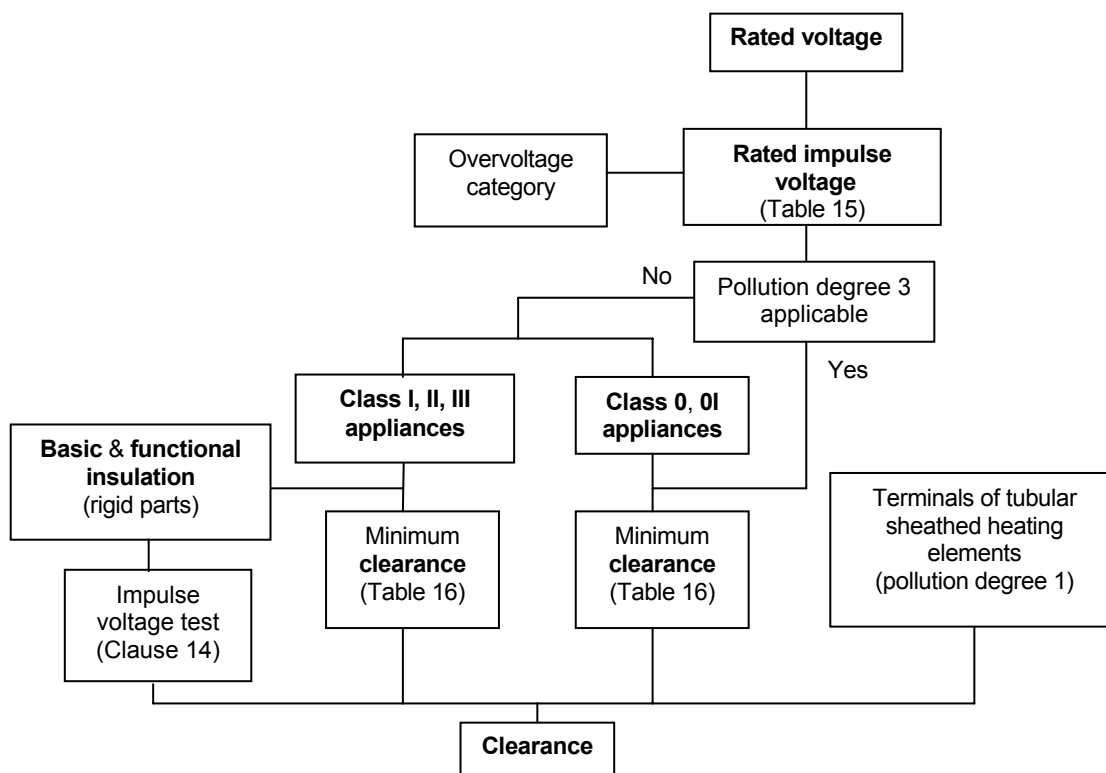 Rated voltage
Overvoltage
category
Rated impulse
voltage
(Table 15)
No
Pollution degree 3
applicable
Yes
Class I, II, III
appliances
Class 0, 0I
appliances
Basic & functional
insulation
(rigid parts)
Terminals of tubular
sheathed heating
elements
(pollution degree 1)
Minimum
clearance
(Table 16)
Minimum
clearance
(Table 16)
Impulse
voltage test
(Clause 14)
Clearance